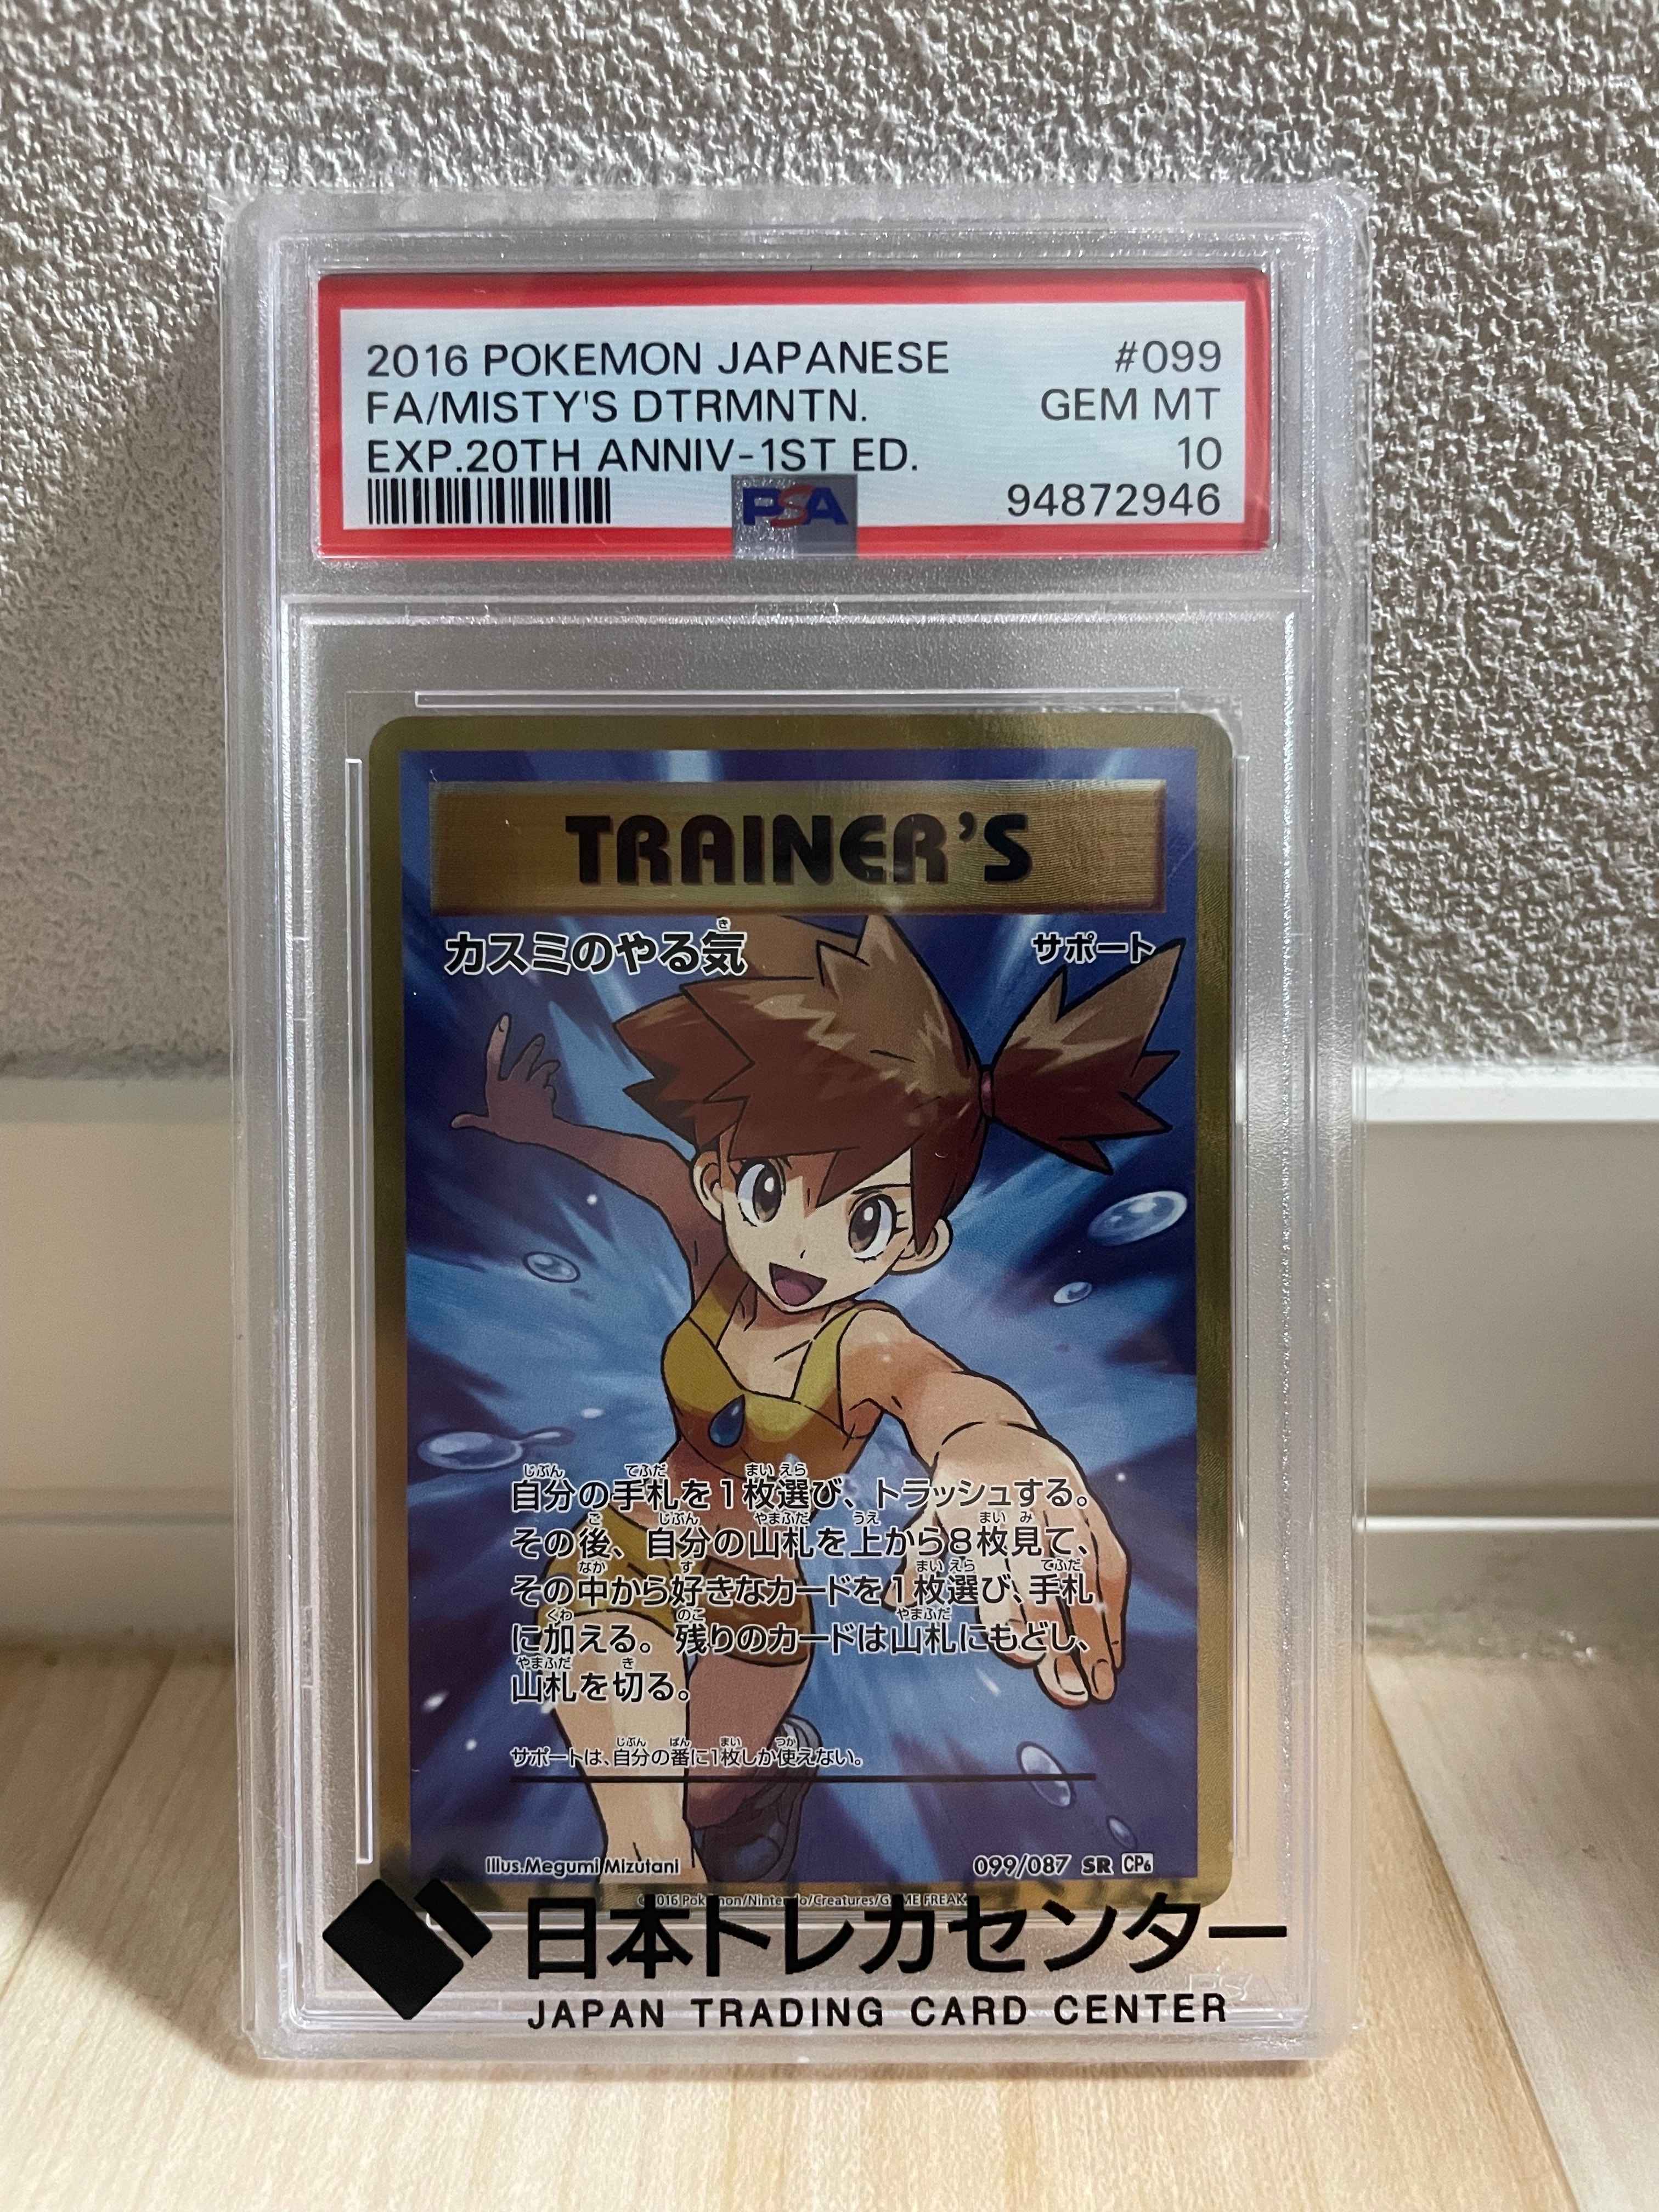 2016 POKEMON JAPANESE #099
FA/MISTY'S DTRMNTN. GEM MT
EXP.20TH ANNIV-1ST ED. 10
PSA 94872946
TRAINER'S
カスミのやる気 サポート
自分の手札を1枚選び、トラッシュする。
その後、自分の山札を上から8枚見て、
その中から好きなカードを1枚選び、手札
に加える。残りのカードは山札にもどし、
山札を切る。
サポートは、自分の番に1枚しか使えない。
Illus.Megumi Mizutani 099/087 SR CP6
©2016 Pokémon/Nintendo/Creatures/GAME FREAK
日本トレカセンター
JAPAN TRADING CARD CENTER